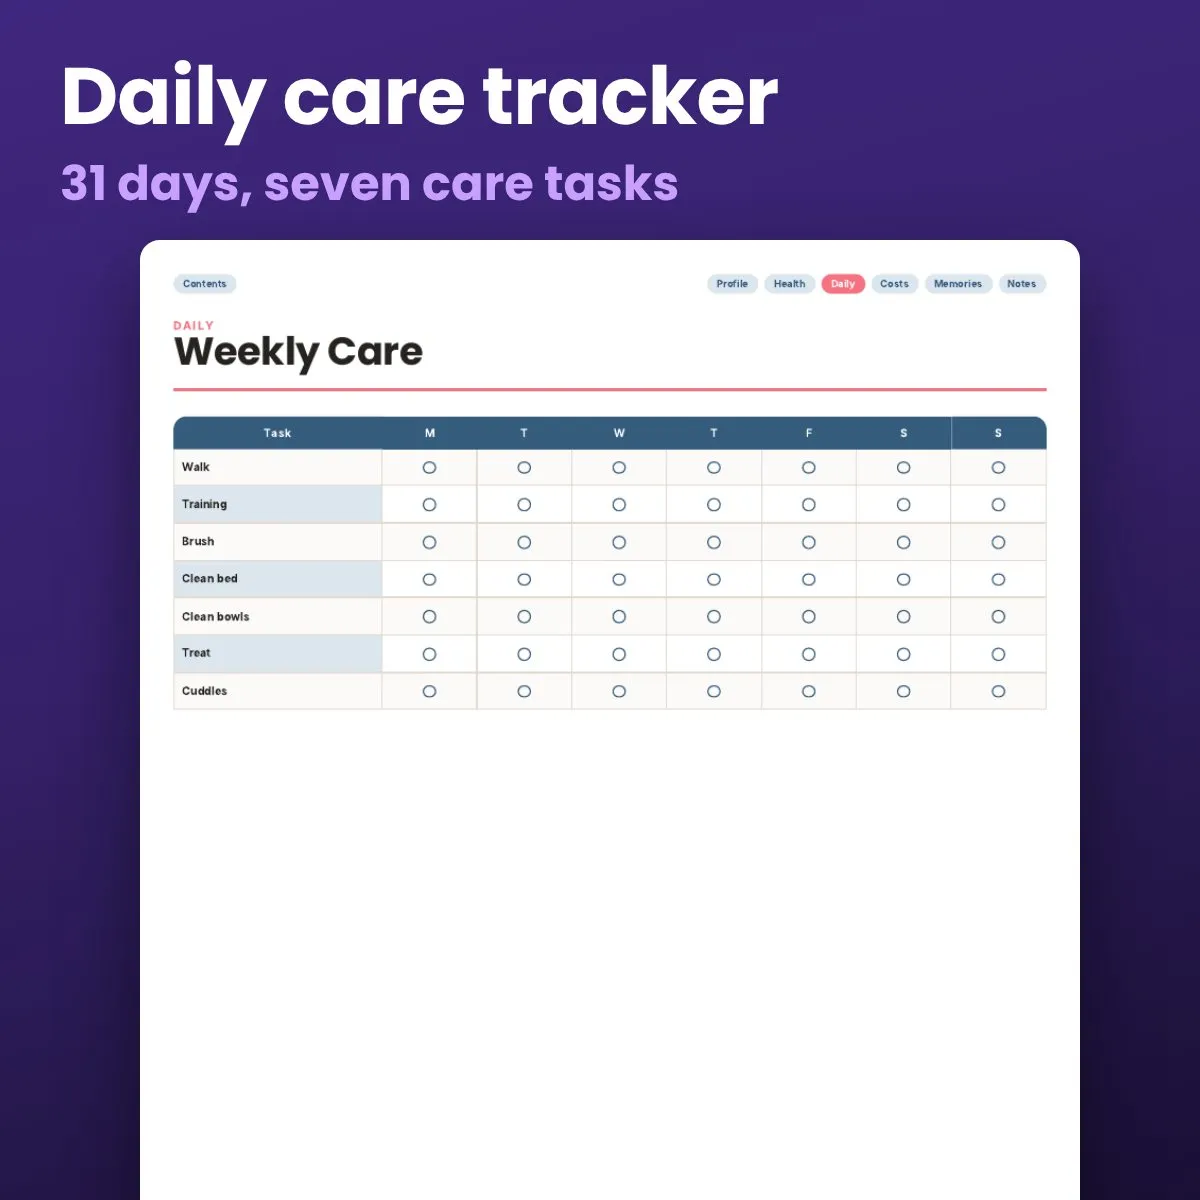 Daily care tracker
31 days, seven care tasks
Contents Profile Health Daily Costs Memories Notes
DAILY
Weekly Care
Task M T W T F S S
Walk
Training
Brush
Clean bed
Clean bowls
Treat
Cuddles